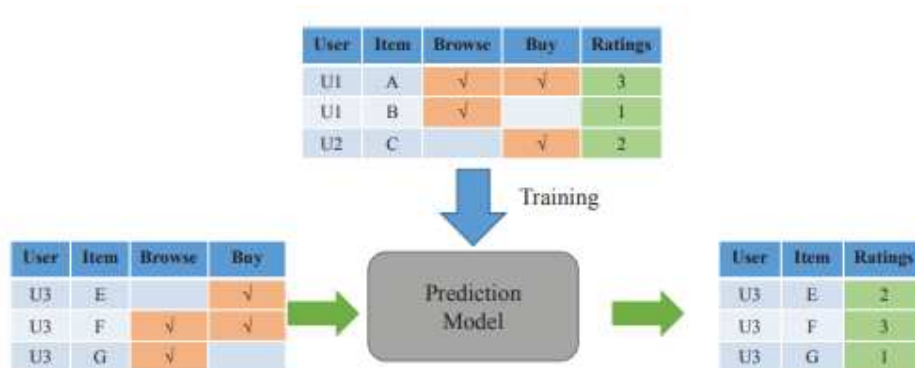 User Item Browse Buy Ratings
U1 A √ √ 3
U1 B √ 1
U2 C √ 2
Training
User Item Browse Buy
U3 E √
U3 F √ √
U3 G √
Prediction
Model
User Item Ratings
U3 E 2
U3 F 3
U3 G 1